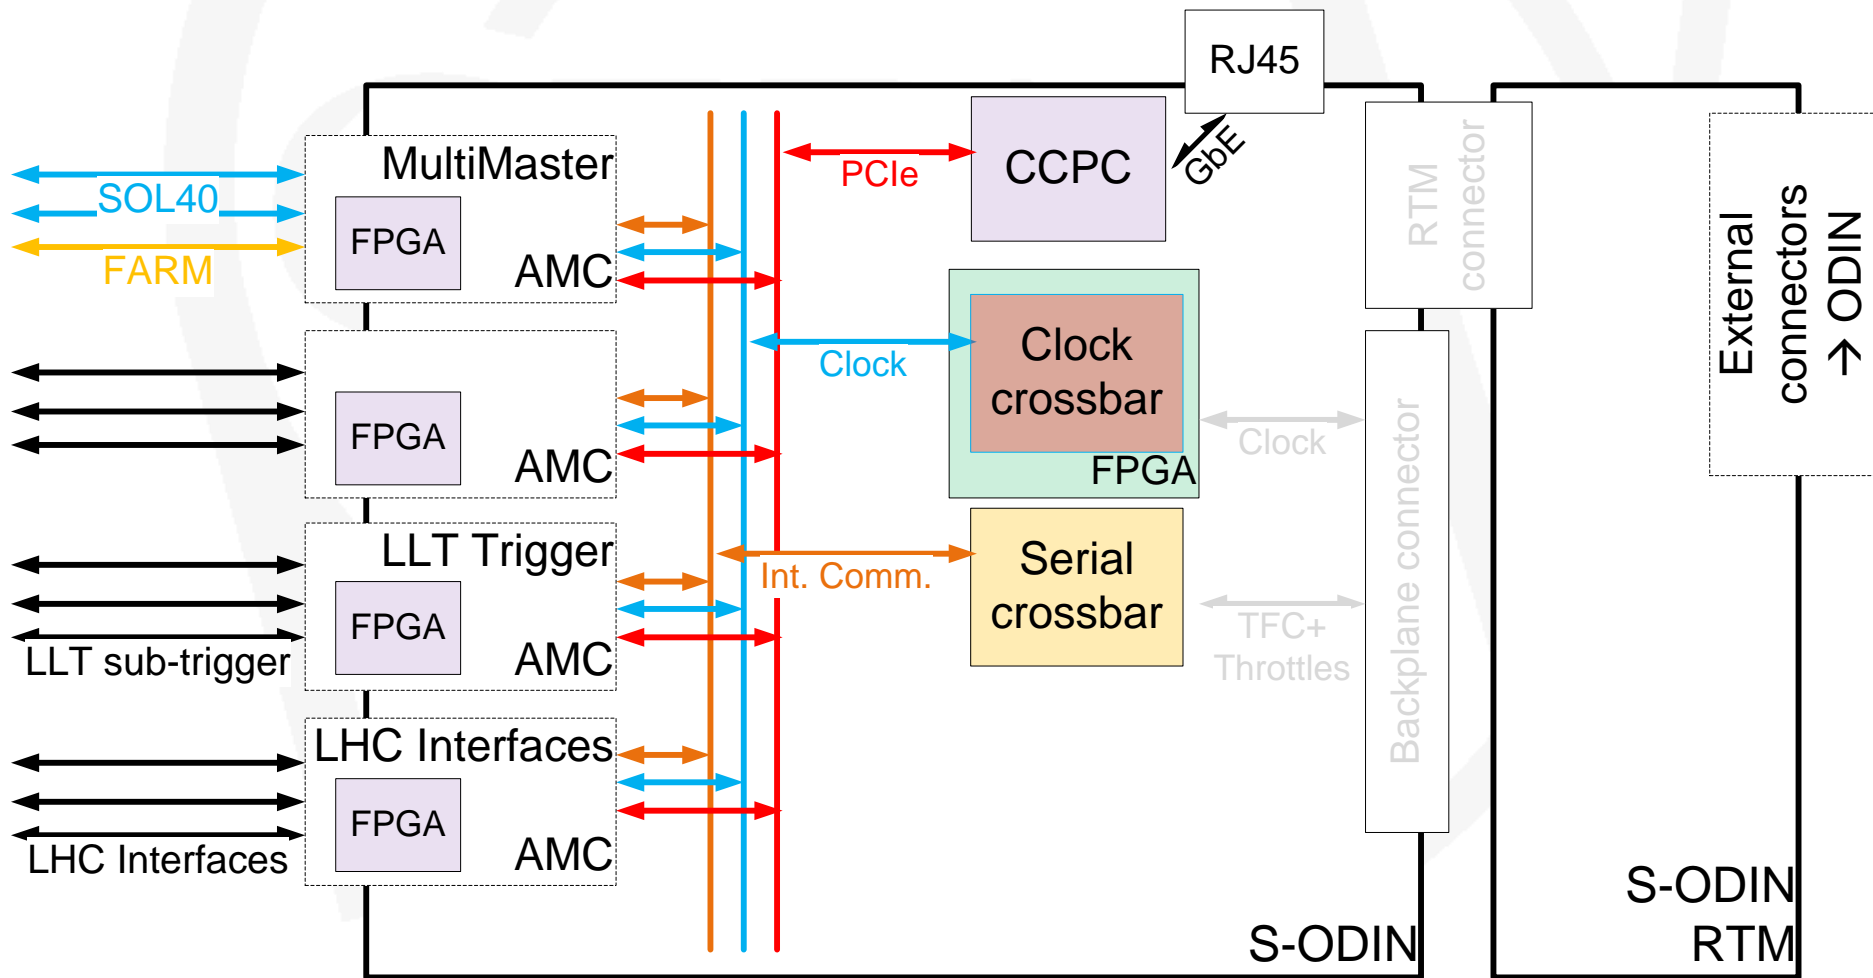 RJ45
MultiMaster
FPGA
AMC
SOL40
FARM
PCIe
CCPC
GbE
RTM
connector
External
connectors
→ ODIN
FPGA
AMC
Clock
Clock
crossbar
FPGA
Clock
Backplane connector
LLT Trigger
FPGA
AMC
LLT sub-trigger
Int. Comm.
Serial
crossbar
TFC+
Throttles
LHC Interfaces
FPGA
AMC
LHC Interfaces
S-ODIN
S-ODIN
RTM